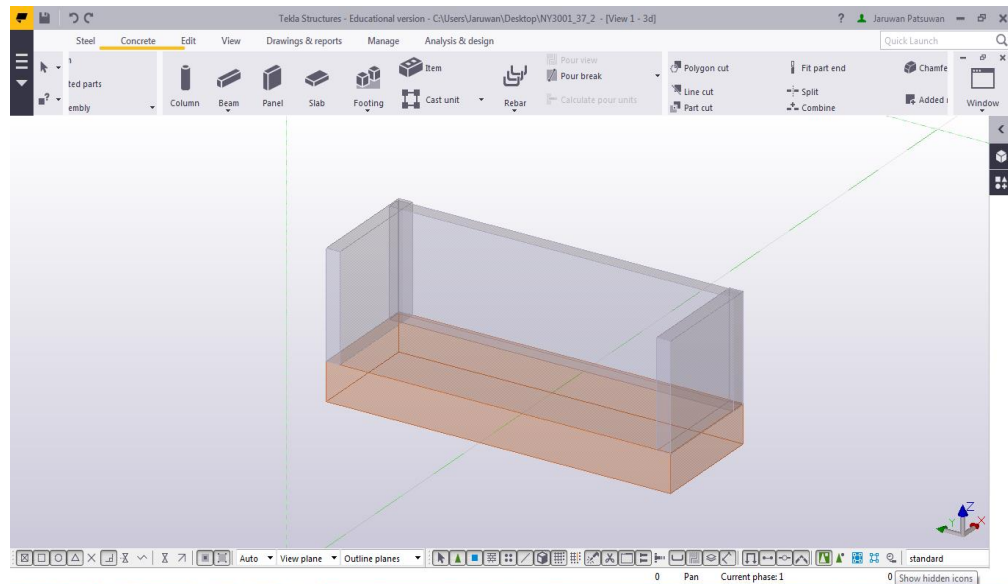 Tekla Structures - Educational version - C:\Users\Jaruwan\Desktop\NY3001_37_2 - [View 1 - 3d]
? Jaruwan Patsuwan
Steel Concrete Edit View Drawings & reports Manage Analysis & design
Quick Launch
ted parts
embly
Column
Beam
Panel
Slab
Footing
Item
Cast unit
Rebar
Pour view
Pour break
Calculate pour units
Polygon cut
Line cut
Part cut
Fit part end
Split
Combine
Chamfe
Added
Window
Z
Y
X
Auto View plane Outline planes
standard
0 Pan Current phase: 1 0
Show hidden icons